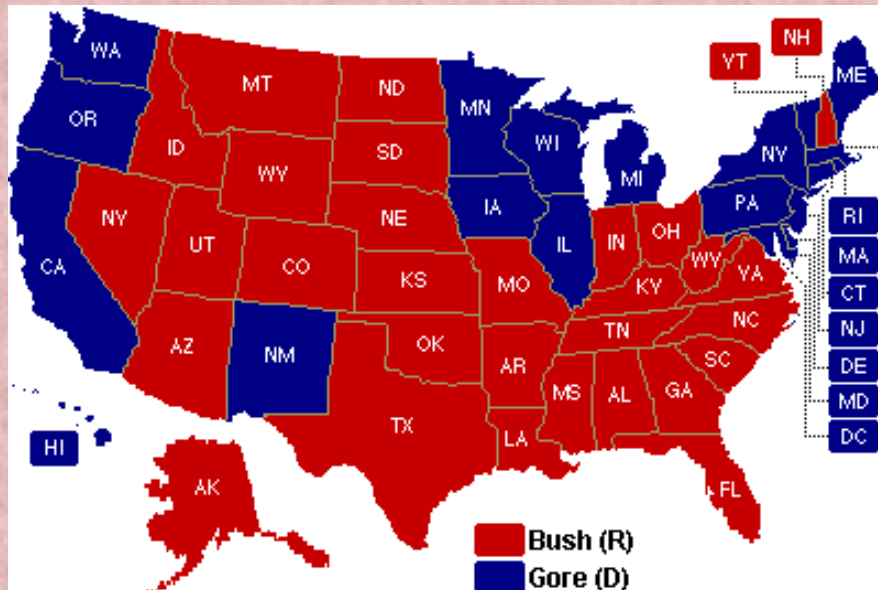 WA
NH
VT
ME
MT
ND
MN
OR
ID
SD
WI
NY
WY
MI
NV
NE
IA
PA
RI
UT
IL
IN
OH
CA
CO
WV
MA
KS
MO
KY
VA
CT
NC
NJ
AZ
NM
OK
TN
AR
SC
DE
MS
AL
GA
MD
TX
LA
DC
HI
AK
FL
Bush (R)
Gore (D)